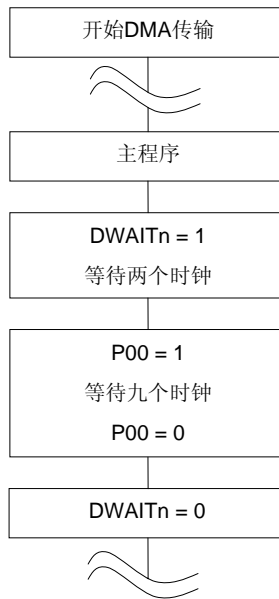 开始DMA传输
主程序
DWAITn = 1
等待两个时钟
P00 = 1
等待九个时钟
P00 = 0
DWAITn = 0